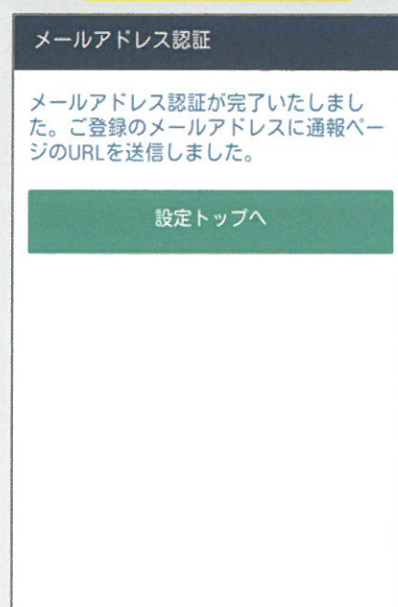 メールアドレス認証
メールアドレス認証が完了いたしまし
た。ご登録のメールアドレスに通報ペー
ジのURLを送信しました。
設定トップへ